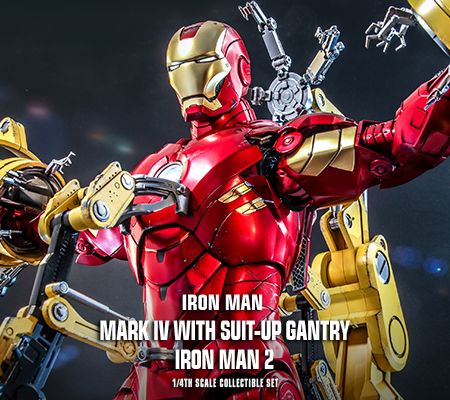 IRON MAN
MARK IV WITH SUIT-UP GANTRY
IRON MAN 2
1/4TH SCALE COLLECTIBLE SET